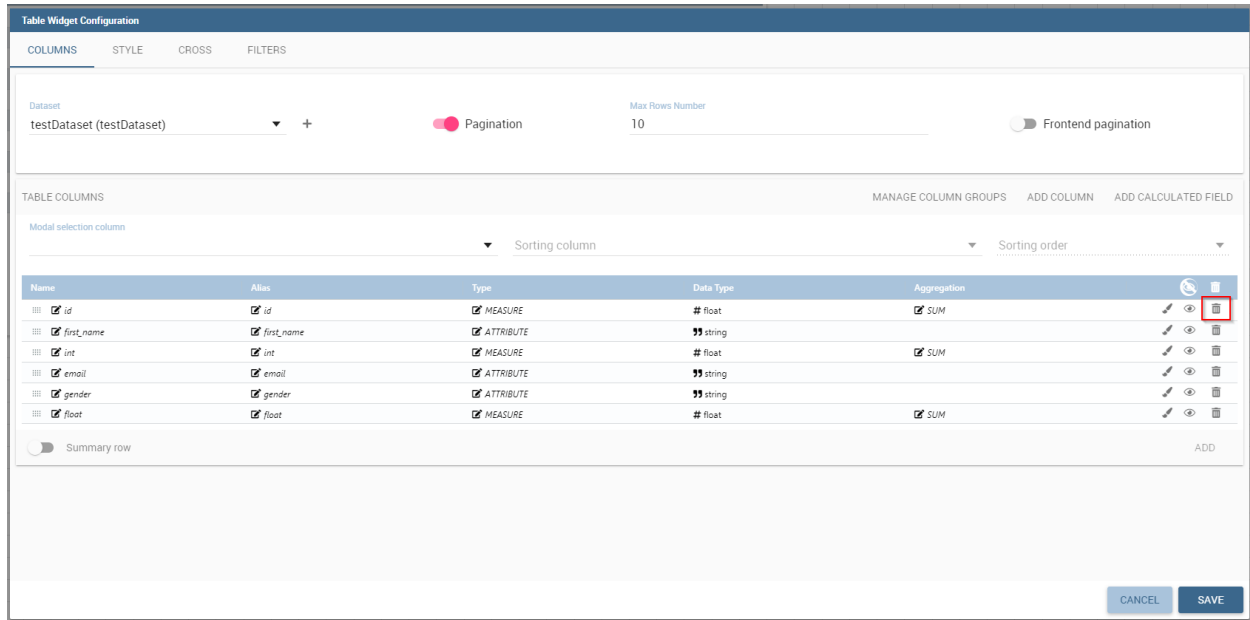 Table Widget Configuration
COLUMNS STYLE CROSS FILTERS
Dataset Max Rows Number
testDataset (testDataset) + Pagination 10 Frontend pagination
TABLE COLUMNS MANAGE COLUMN GROUPS ADD COLUMN ADD CALCULATED FIELD
Modal selection column
Sorting column Sorting order
Name Alias Type Data Type Aggregation
id id MEASURE # float SUM
first_name first_name ATTRIBUTE string
int int MEASURE # float SUM
email email ATTRIBUTE string
gender gender ATTRIBUTE string
float float MEASURE # float SUM
Summary row ADD
CANCEL SAVE